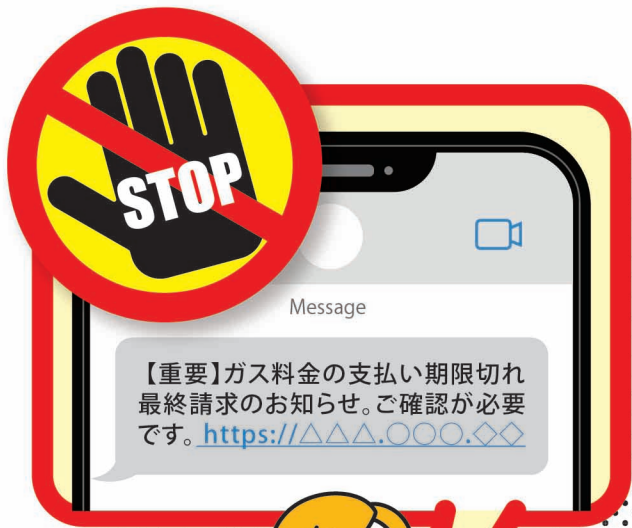 STOP
Message
【重要】ガス料金の支払い期限切れ
最終請求のお知らせ。ご確認が必要
です。https://△△△.○○○.◇◇